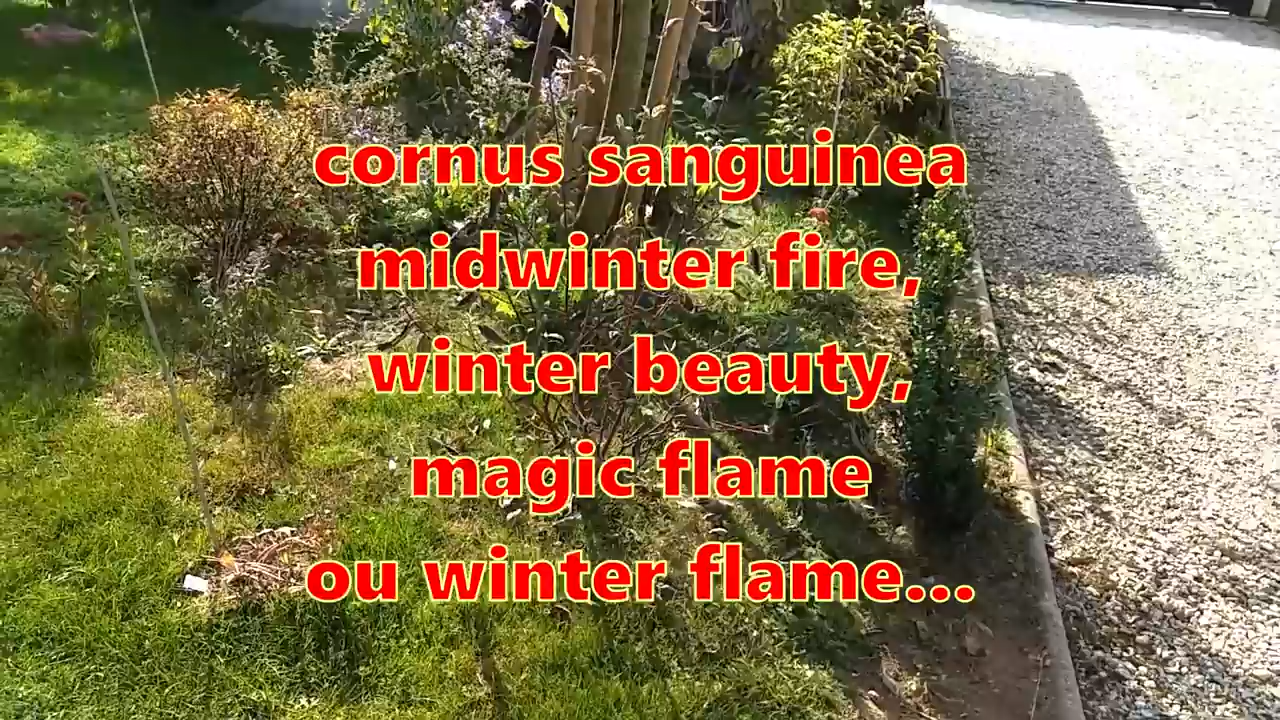 cornus sanguinea
midwinter fire,
winter beauty,
magic flame
ou winter flame...